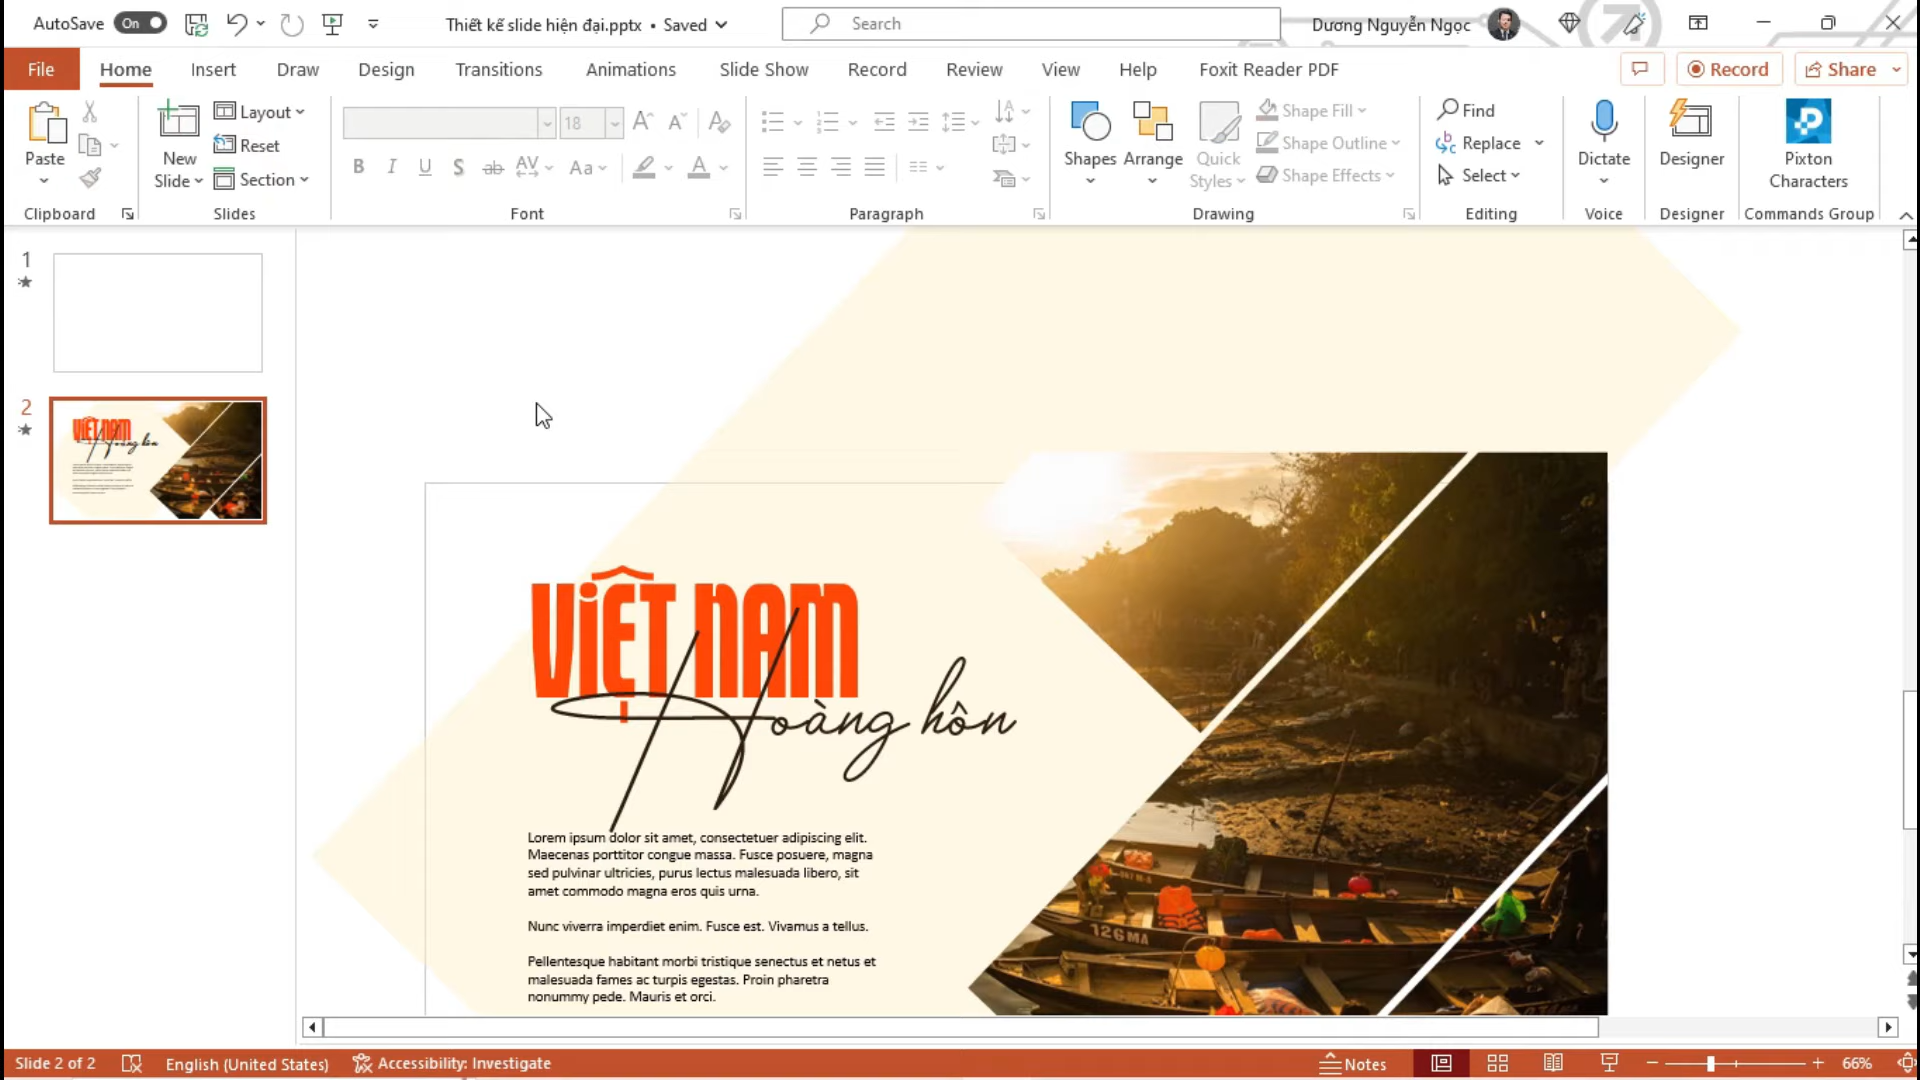 AutoSave On
Thiết kế slide hiện đại.pptx • Saved
Search
Dương Nguyễn Ngọc
File Home Insert Draw Design Transitions Animations Slide Show Record Review View Help Foxit Reader PDF Record Share
Paste
Clipboard
New Slide
Layout
Reset
Section
Slides
18
B I U S ab AV Aa A
Font
Paragraph
Shapes
Arrange
Quick Styles
Shape Fill
Shape Outline
Shape Effects
Drawing
Find
Replace
Select
Editing
Dictate
Voice
Designer
Designer
Pixton Characters
Commands Group
1
2
VIỆT NAM
Hoàng hôn
Lorem ipsum dolor sit amet, consectetuer adipiscing elit.
Maecenas porttitor congue massa. Fusce posuere, magna
sed pulvinar ultricies, purus lectus malesuada libero, sit
amet commodo magna eros quis urna.
Nunc viverra imperdiet enim. Fusce est. Vivamus a tellus.
Pellentesque habitant morbi tristique senectus et netus et
malesuada fames ac turpis egestas. Proin pharetra
nonummy pede. Mauris et orci.
126MA
Slide 2 of 2 English (United States) Accessibility: Investigate Notes 66%